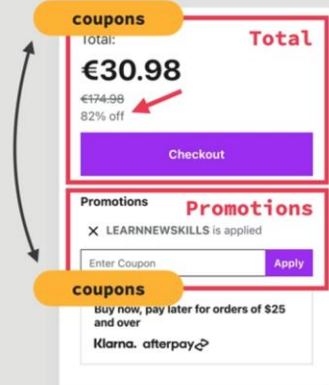 coupons
Total:
Total
€30.98
€174.98
82% off
Checkout
Promotions
Promotions
LEARNNEWSKILLS is applied
Enter Coupon
Apply
coupons
Buy now, pay later for orders of $25
and over
Klarna. afterpay